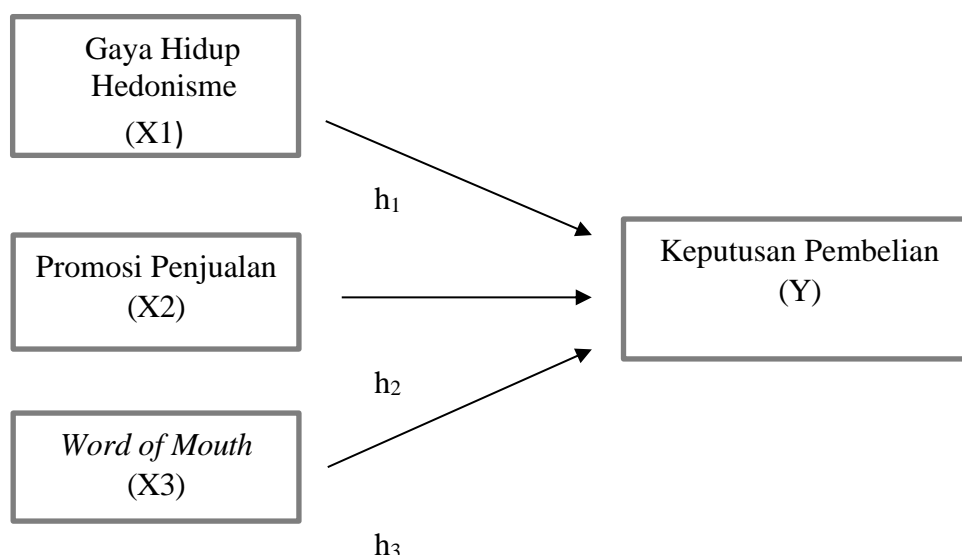 Gaya Hidup
Hedonisme
(X1)
h₁
Promosi Penjualan
(X2)
Keputusan Pembelian
(Y)
h₂
Word of Mouth
(X3)
h₃